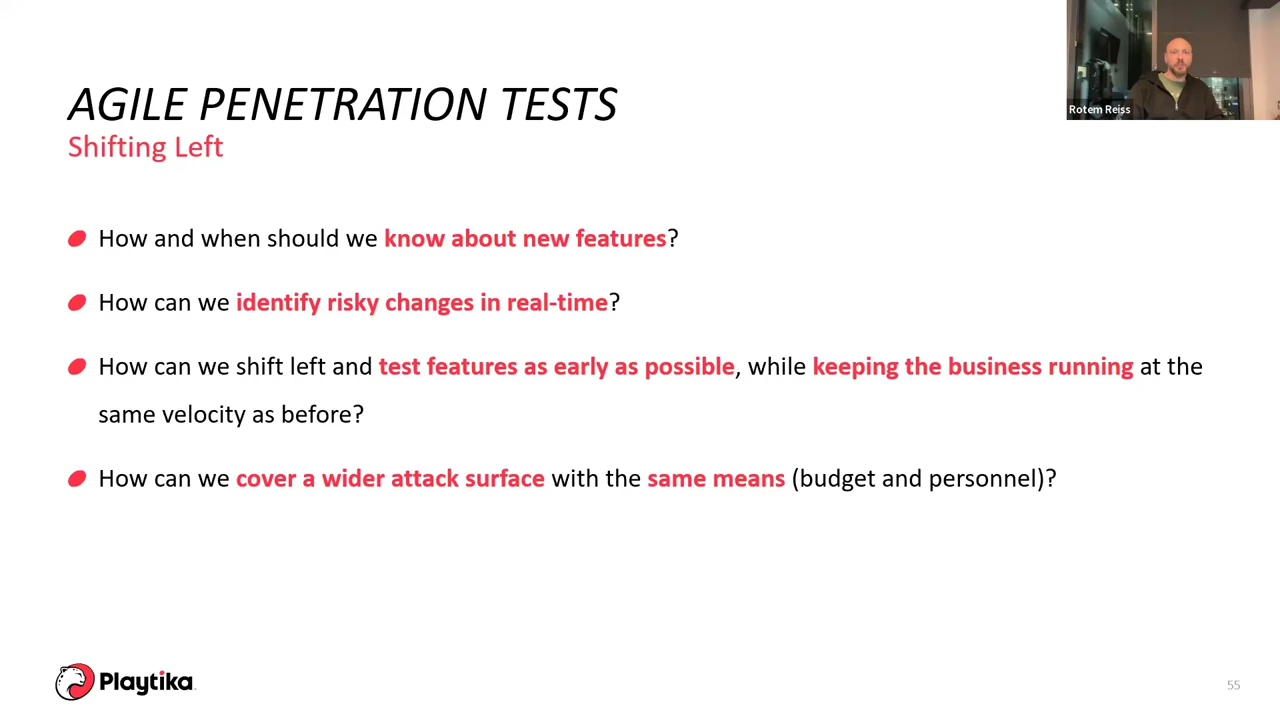 Rotem Reiss
AGILE PENETRATION TESTS
Shifting Left
How and when should we know about new features?
How can we identify risky changes in real-time?
How can we shift left and test features as early as possible, while keeping the business running at the
same velocity as before?
How can we cover a wider attack surface with the same means (budget and personnel)?
Playtika
55